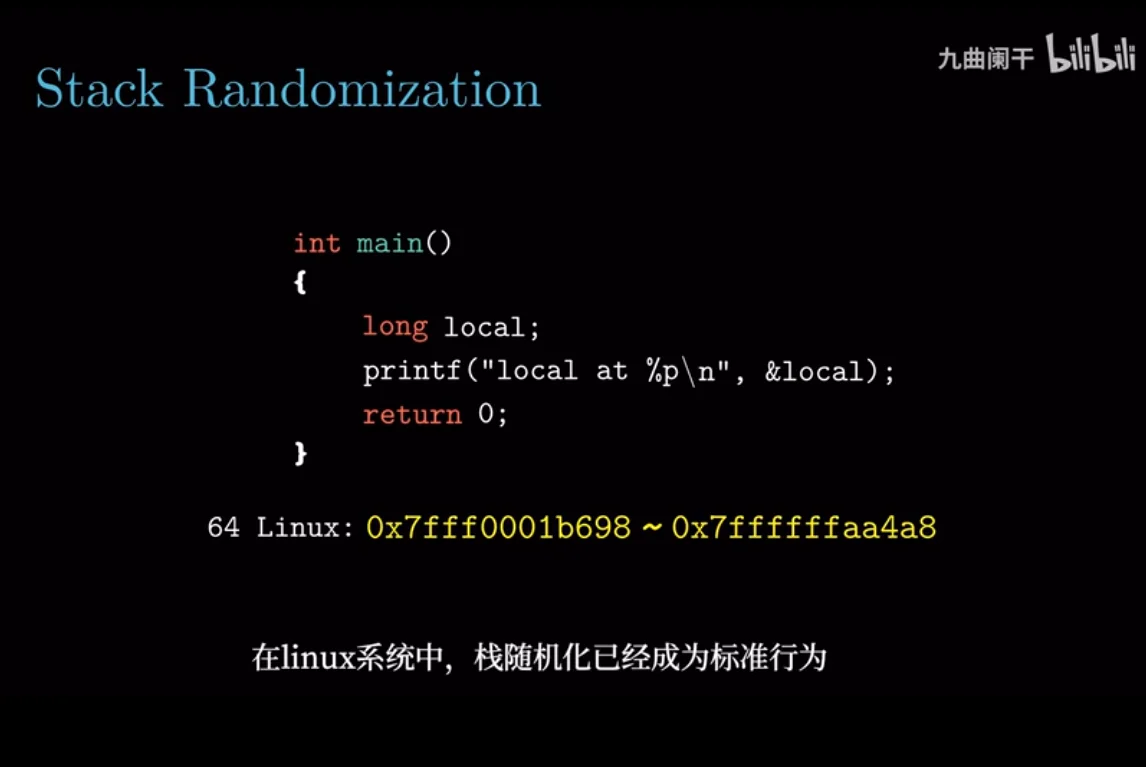 九曲阑干 bilibili
Stack Randomization
int main()
{
long local;
printf("local at %p\n", &local);
return 0;
}
64 Linux: 0x7fff0001b698 ~ 0x7ffffffaa4a8
在linux系统中，栈随机化已经成为标准行为